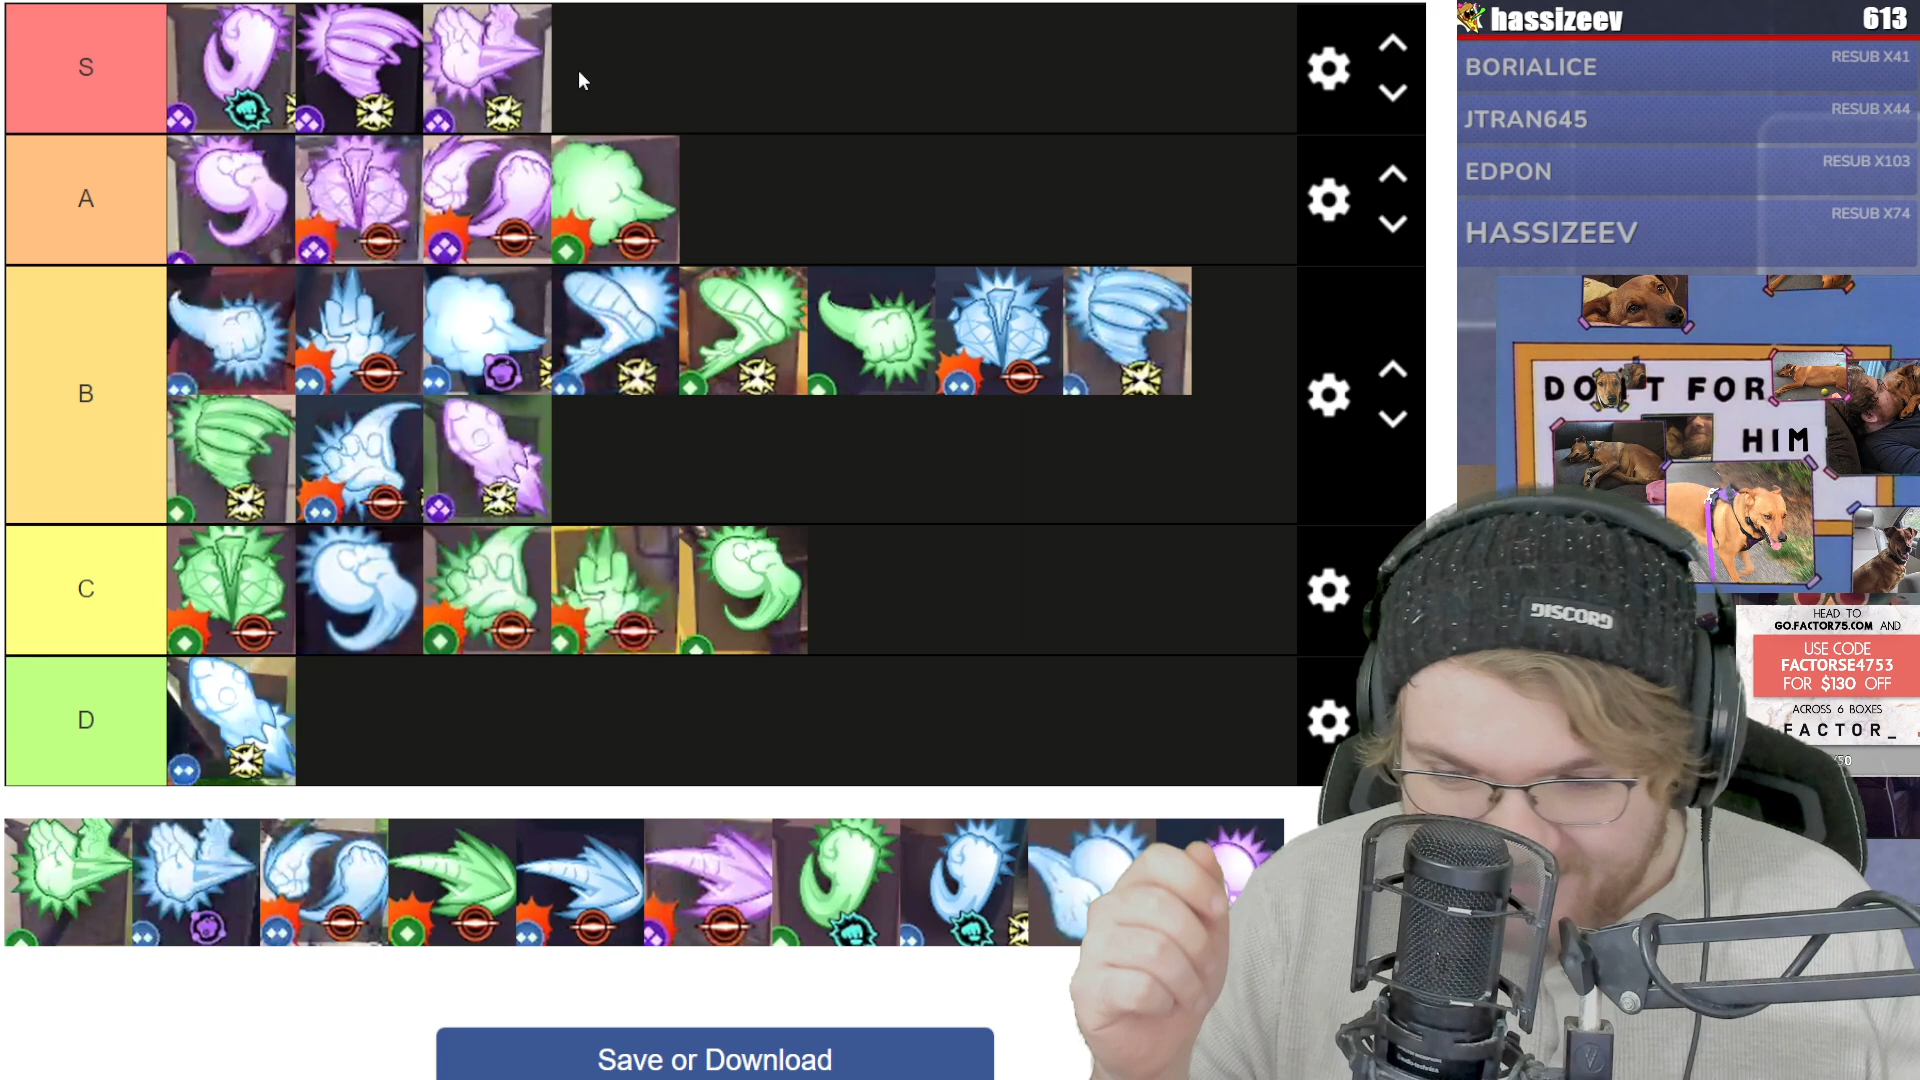 S
A
B
C
D
Save or Download
hassizeev
613
BORIALICE
RESUB X41
JTRAN645
RESUB X44
EDPON
RESUB X103
HASSIZEEV
RESUB X74
FOR
HIM
DISCORD
HEAD TO
GO.FACTOR75.COM AND
USE CODE
FACTORSE4753
FOR $130 OFF
ACROSS 6 BOXES
FACTOR_